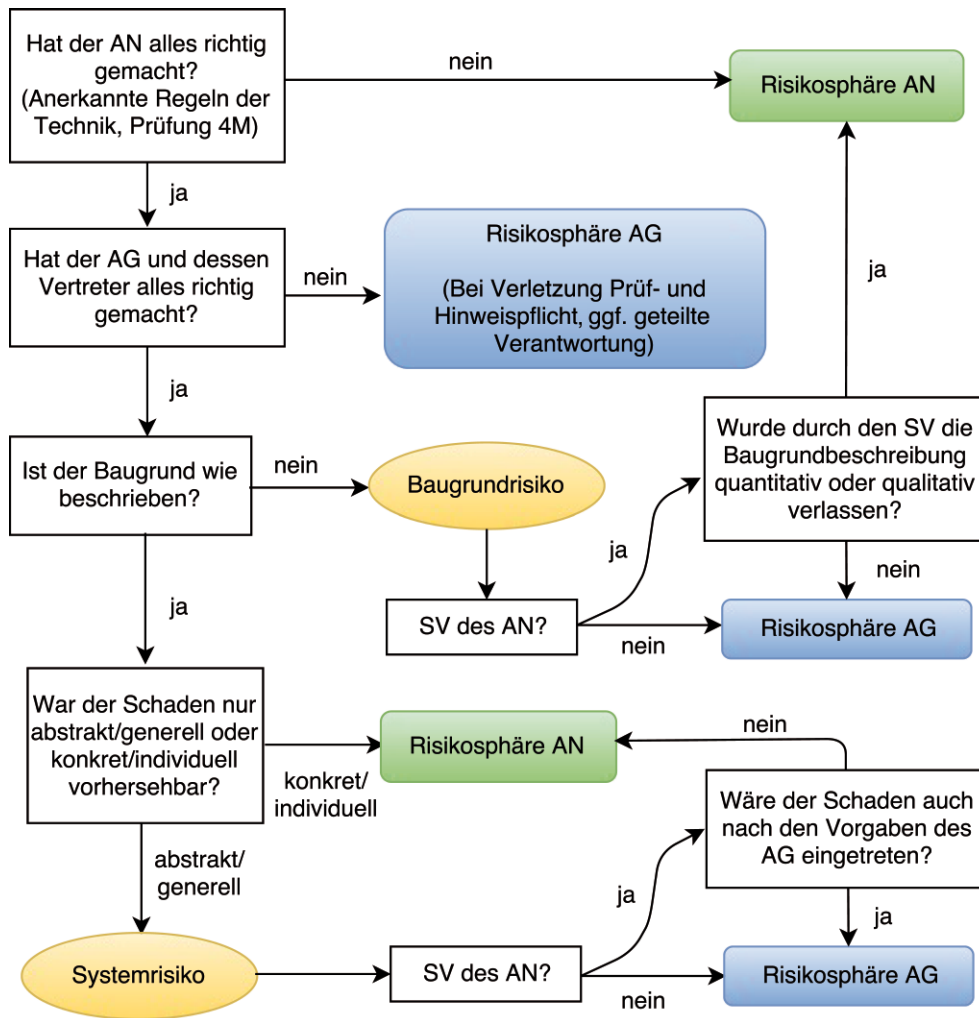 Hat der AN alles richtig
gemacht?
(Anerkannte Regeln der
Technik, Prüfung 4M)
nein
Risikosphäre AN
ja
Hat der AG und dessen
Vertreter alles richtig
gemacht?
nein
Risikosphäre AG
(Bei Verletzung Prüf- und
Hinweispflicht, ggf. geteilte
Verantwortung)
ja
ja
Ist der Baugrund wie
beschrieben?
nein
Baugrundrisiko
Wurde durch den SV die
Baugrundbeschreibung
quantitativ oder qualitativ
verlassen?
ja
nein
ja
SV des AN?
nein
Risikosphäre AG
War der Schaden nur
abstrakt/generell oder
konkret/individuell
vorhersehbar?
konkret/
individuell
Risikosphäre AN
nein
Wäre der Schaden auch
nach den Vorgaben des
AG eingetreten?
abstrakt/
generell
ja
ja
Systemrisiko
SV des AN?
nein
Risikosphäre AG